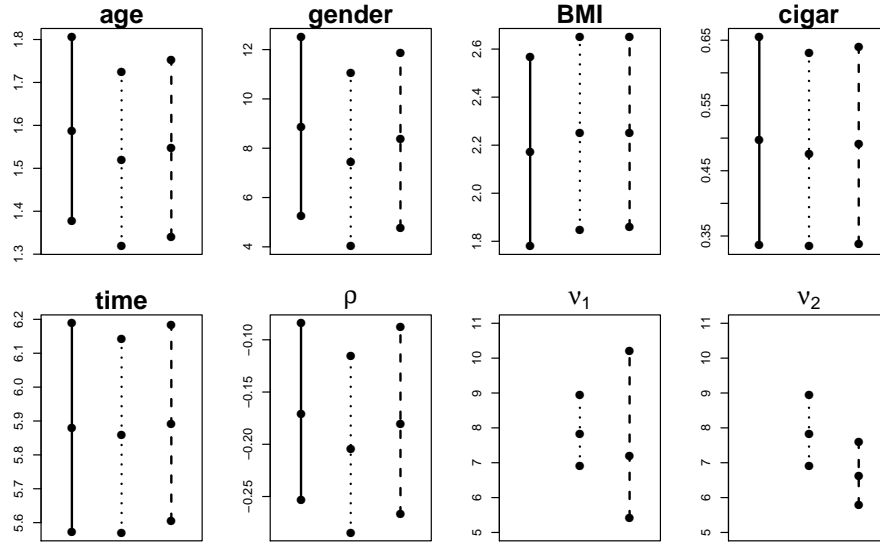 age gender BMI cigar
1.3 1.4 1.5 1.6 1.7 1.8
4 6 8 10 12
1.8 2.0 2.2 2.4 2.6
0.35 0.45 0.55 0.65
time ρ ν1 ν2
5.6 5.7 5.8 5.9 6.0 6.1 6.2
−0.25 −0.20 −0.15 −0.10
5 6 7 8 9 10 11
5 6 7 8 9 10 11